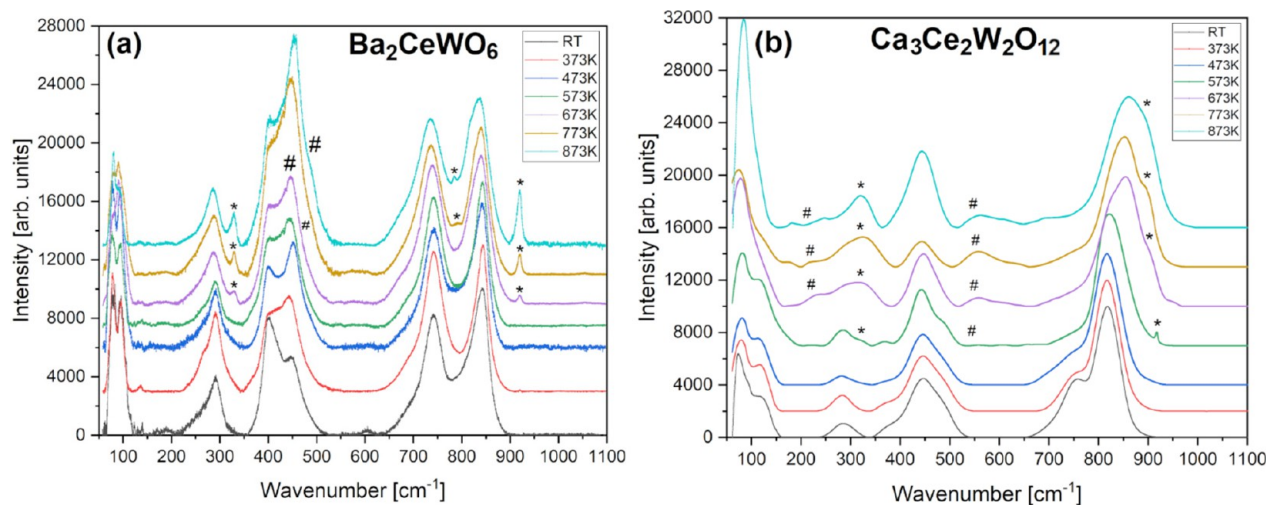 (a)
Ba₂CeWO₆
RT
373K
473K
573K
673K
773K
873K
28000
24000
20000
16000
12000
8000
4000
0
Intensity [arb. units]
#
#
#
*
*
*
*
*
*
*
*
100 200 300 400 500 600 700 800 900 1000 1100
Wavenumber [cm⁻¹]
(b)
Ca₃Ce₂W₂O₁₂
RT
373K
473K
573K
673K
773K
873K
32000
28000
24000
20000
16000
12000
8000
4000
0
Intensity [arb. units]
# * # *
# * # *
# * # *
* # *
100 200 300 400 500 600 700 800 900 1000 1100
Wavenumber [cm⁻¹]